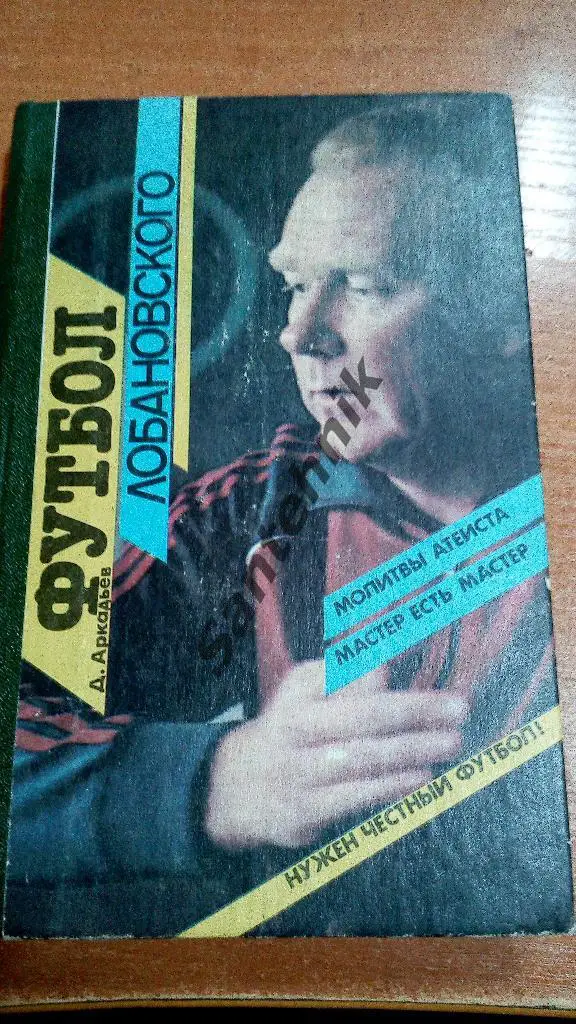 ФУТБОЛ
ЛОБАНОВСКОГО
Д. Аркадьев
МОЛИТВЫ АТЕИСТА
МАСТЕР ЕСТЬ МАСТЕР
НУЖЕН ЧЕСТНЫЙ ФУТБОЛ!
Santehnik